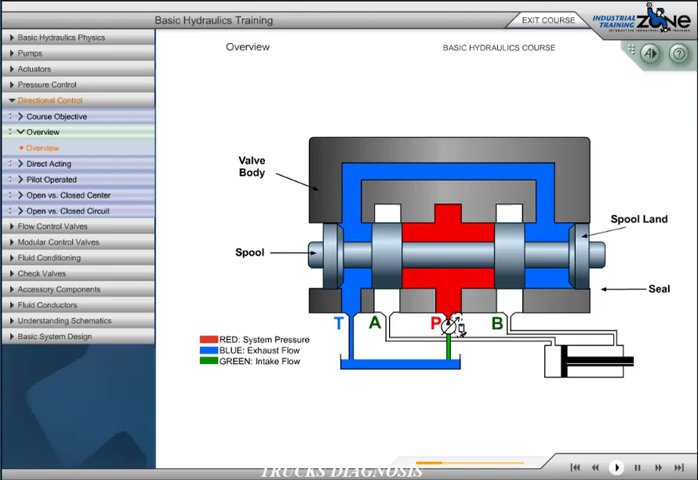 Basic Hydraulics Training
EXIT COURSE
INDUSTRIAL
TRAINING
ZONE
Basic Hydraulics Physics
Pumps
Actuators
Pressure Control
Directional Control
Course Objective
Overview
Overview
Direct Acting
Pilot Operated
Open vs. Closed Center
Open vs. Closed Circuit
Flow Control Valves
Modular Control Valves
Fluid Conditioning
Check Valves
Accessory Components
Fluid Conductors
Understanding Schematics
Basic System Design
Overview
BASIC HYDRAULICS COURSE
A
?
Valve
Body
Spool Land
Spool
Seal
T A P B
RED: System Pressure
BLUE: Exhaust Flow
GREEN: Intake Flow
TRUCKS DIAGNOSIS